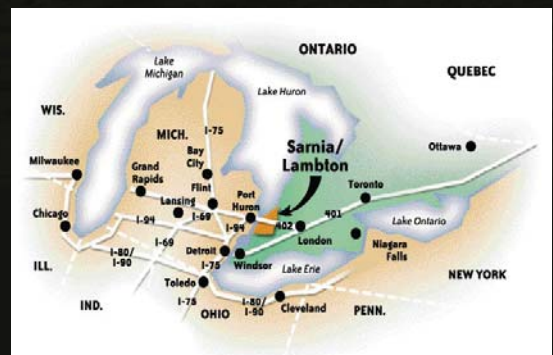 ONTARIO
QUEBEC
Lake
Michigan
Lake Huron
WIS.
MICH.
I-75
Bay
City
Sarnia/
Lambton
Ottawa
Milwaukee
Grand
Rapids
Flint
Lansing
I-69
Port
Huron
Toronto
401
402
Lake Ontario
Chicago
I-94
I-94
London
I-69
Detroit
Windsor
Niagara
Falls
I-80/
I-90
I-75
Lake Erie
ILL.
Toledo
NEW YORK
IND.
I-75
OHIO
I-80/
I-90
Cleveland
PENN.